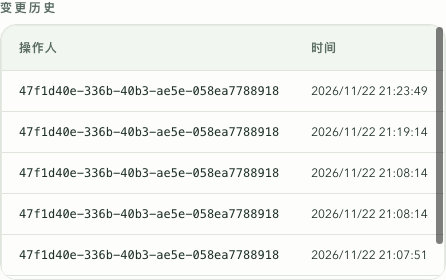 变更历史
操作人 时间
47f1d40e-336b-40b3-ae5e-058ea7788918 2026/11/22 21:23:49
47f1d40e-336b-40b3-ae5e-058ea7788918 2026/11/22 21:19:14
47f1d40e-336b-40b3-ae5e-058ea7788918 2026/11/22 21:08:14
47f1d40e-336b-40b3-ae5e-058ea7788918 2026/11/22 21:08:14
47f1d40e-336b-40b3-ae5e-058ea7788918 2026/11/22 21:07:51